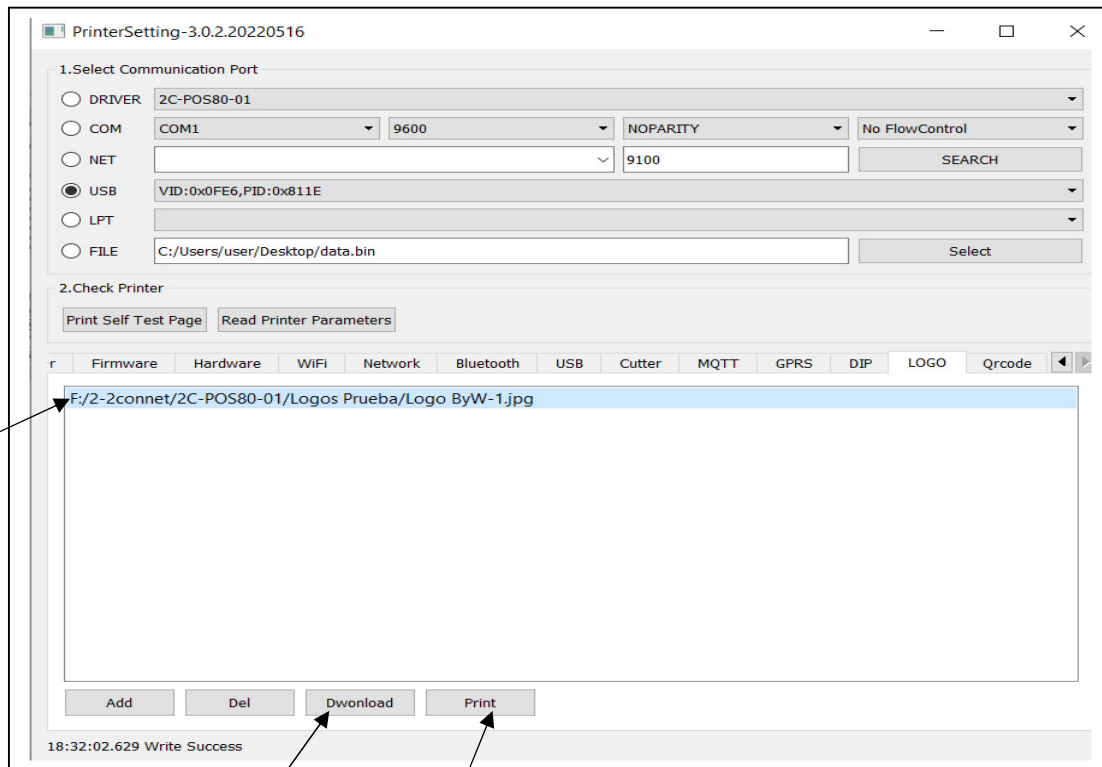 PrinterSetting-3.0.2.20220516
1.Select Communication Port
DRIVER 2C-POS80-01
COM COM1 9600 NOPARITY No FlowControl
NET 9100 SEARCH
USB VID:0x0FE6,PID:0x811E
LPT
FILE C:/Users/user/Desktop/data.bin Select
2.Check Printer
Print Self Test Page Read Printer Parameters
r Firmware Hardware WiFi Network Bluetooth USB Cutter MQTT GPRS DIP LOGO Qrcode
F:/2-2connet/2C-POS80-01/Logos Prueba/Logo ByW-1.jpg
Add Del Dwonload Print
18:32:02.629 Write Success